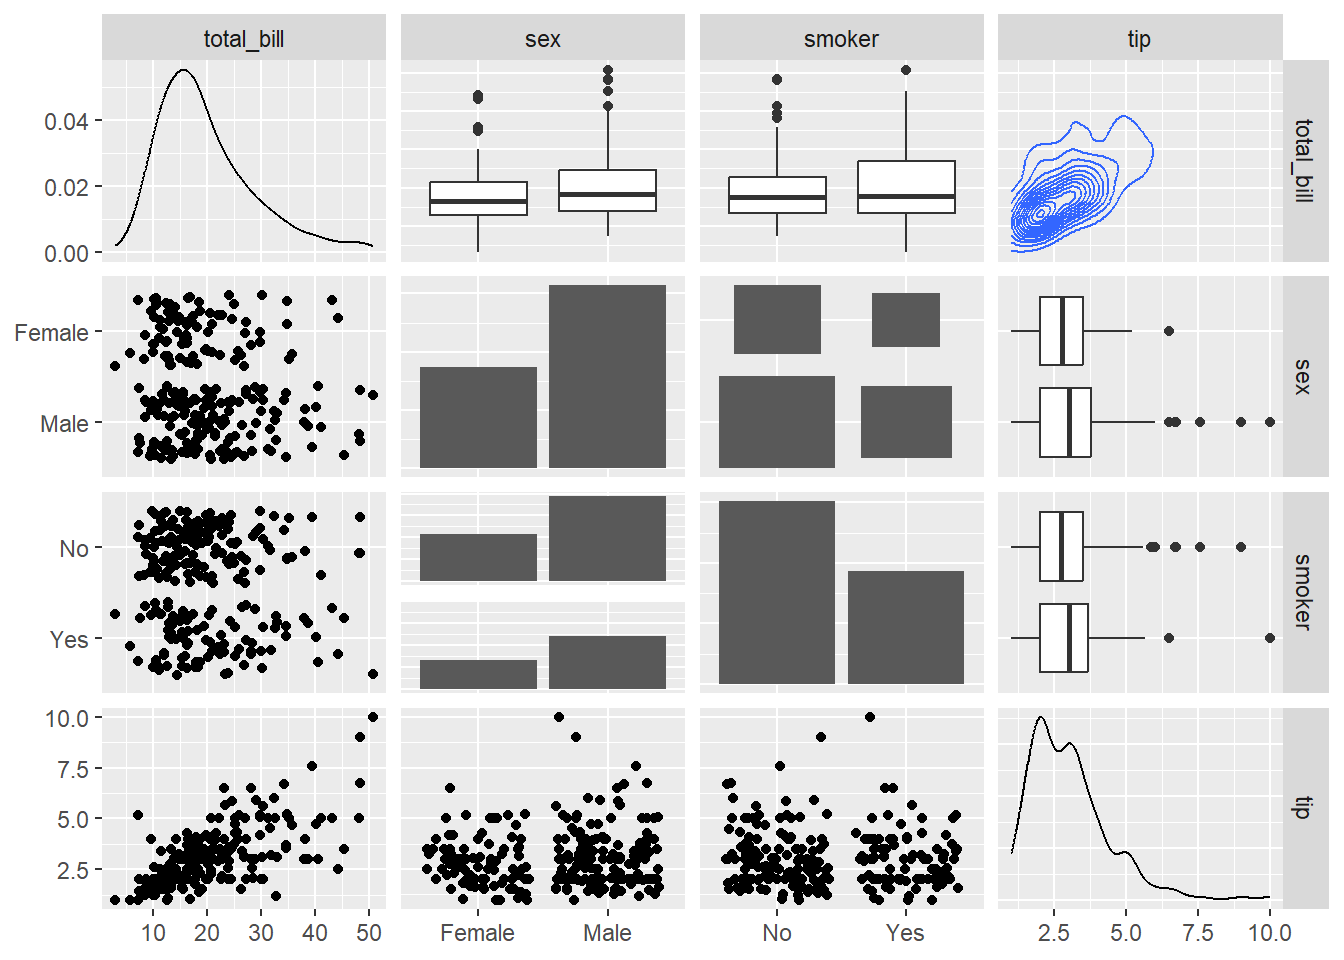 total_bill sex smoker tip
0.04
0.02
0.00
total_bill
Female
Male
sex
No
Yes
smoker
10.0
7.5
5.0
2.5
tip
10 20 30 40 50 Female Male No Yes 2.5 5.0 7.5 10.0